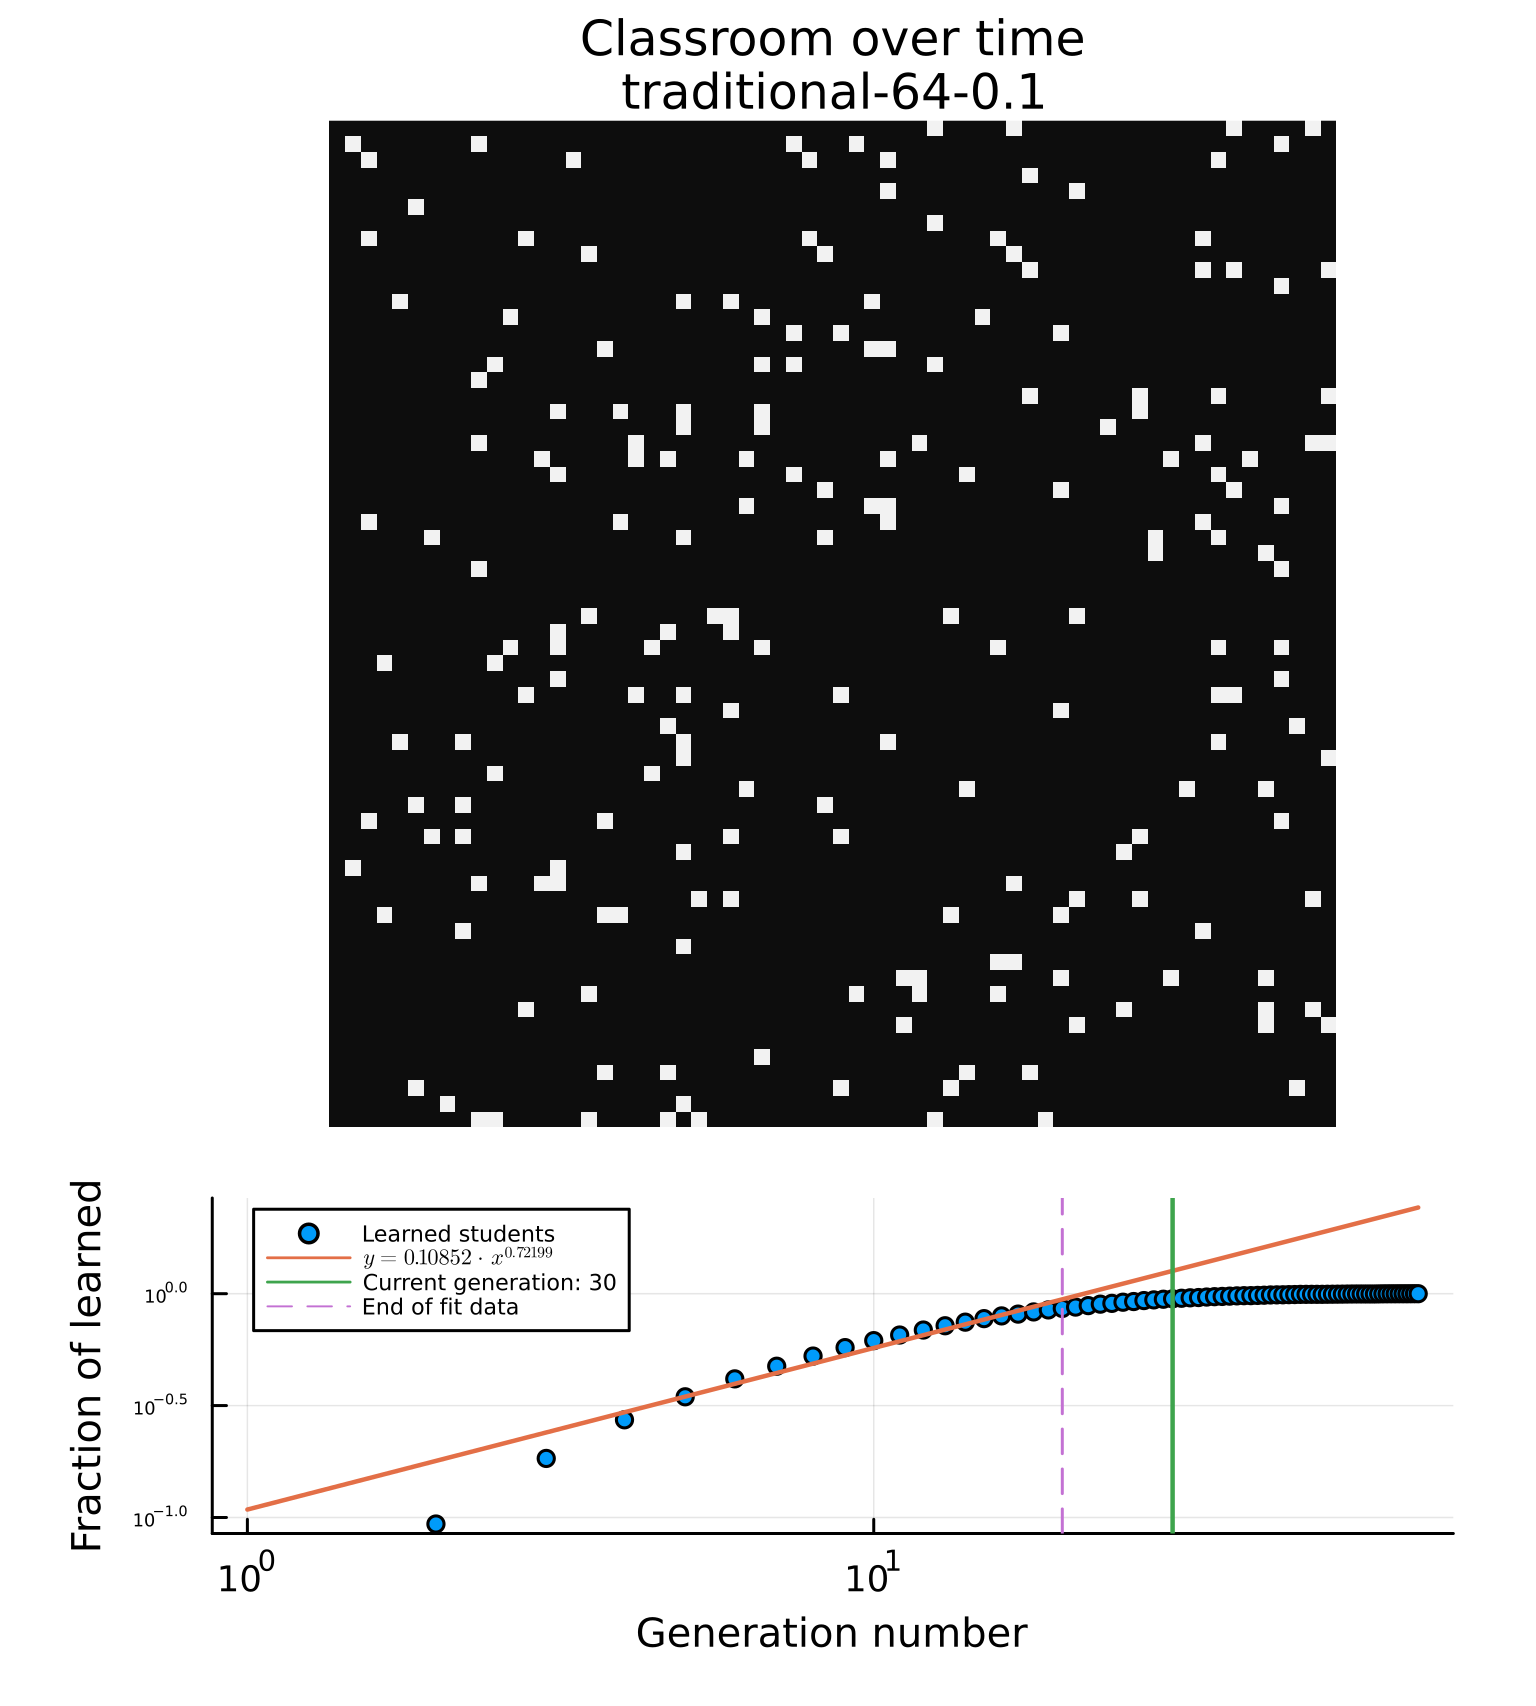 Classroom over time
traditional-64-0.1
Fraction of learned
Learned students
y = 0.10852 · x^0.72199
Current generation: 30
End of fit data
10^0.0
10^−0.5
10^−1.0
10^0
10^1
Generation number